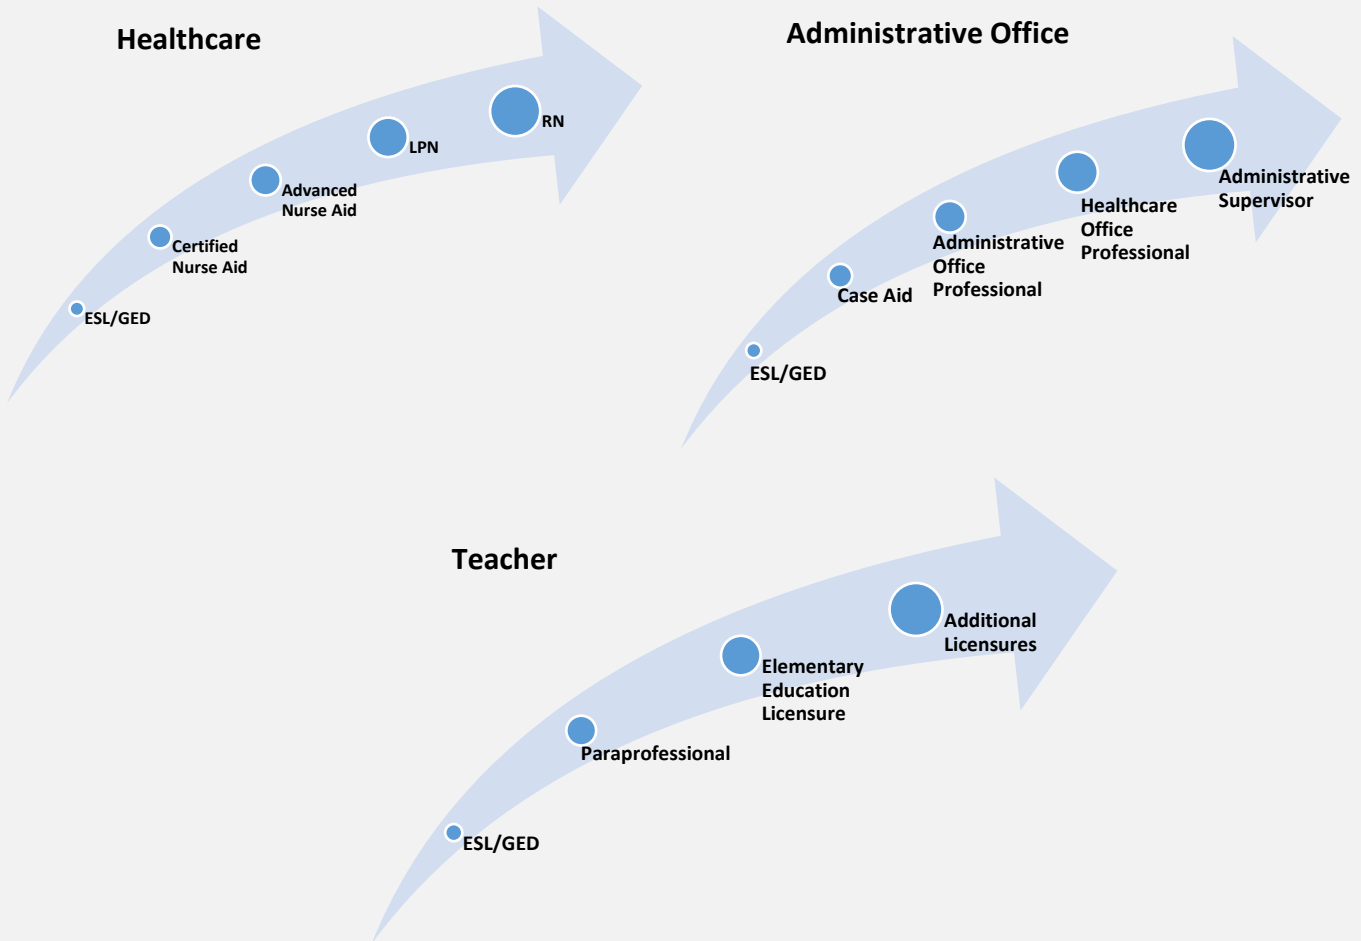 Healthcare
RN
LPN
Advanced
Nurse Aid
Certified
Nurse Aid
ESL/GED
Administrative Office
Administrative
Supervisor
Healthcare
Office
Professional
Administrative
Office
Professional
Case Aid
ESL/GED
Teacher
Additional
Licensures
Elementary
Education
Licensure
Paraprofessional
ESL/GED